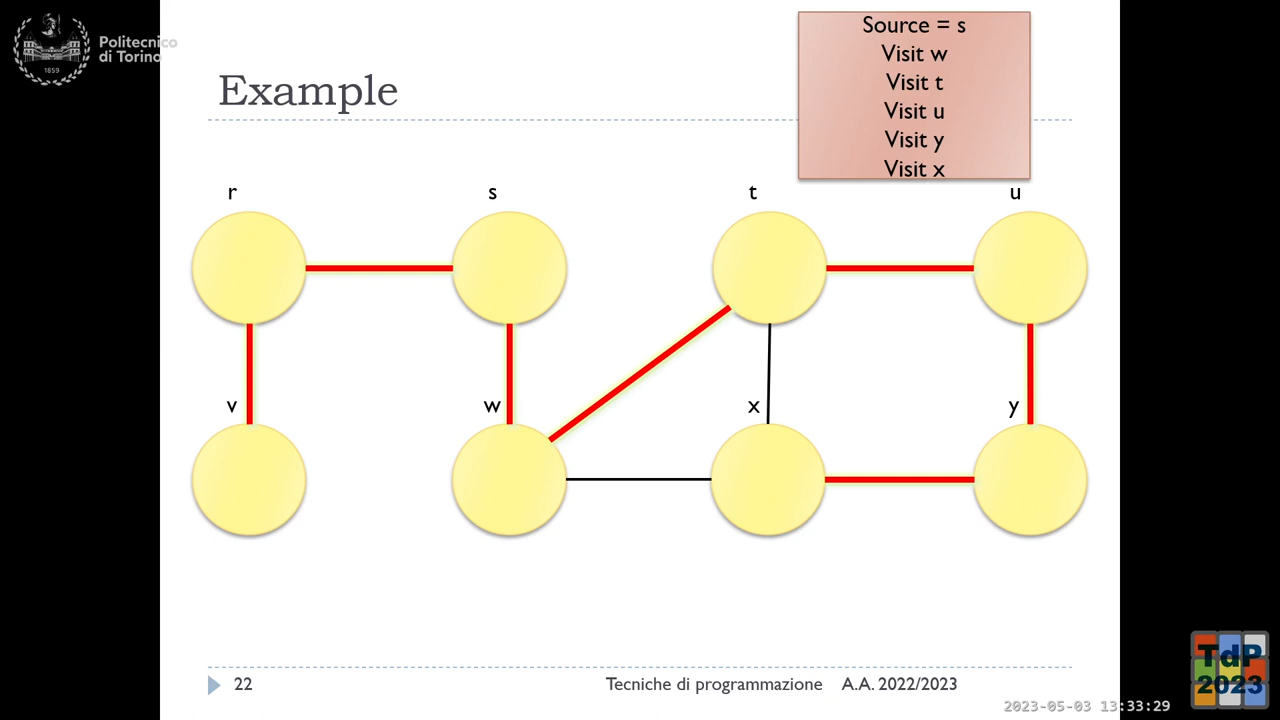 Politecnico
di Torino
1859
Example
Source = s
Visit w
Visit t
Visit u
Visit y
Visit x
r
s
t
u
v
w
x
y
22
Tecniche di programmazione
A.A. 2022/2023
2023-05-03 13:33:29
TdP
2023